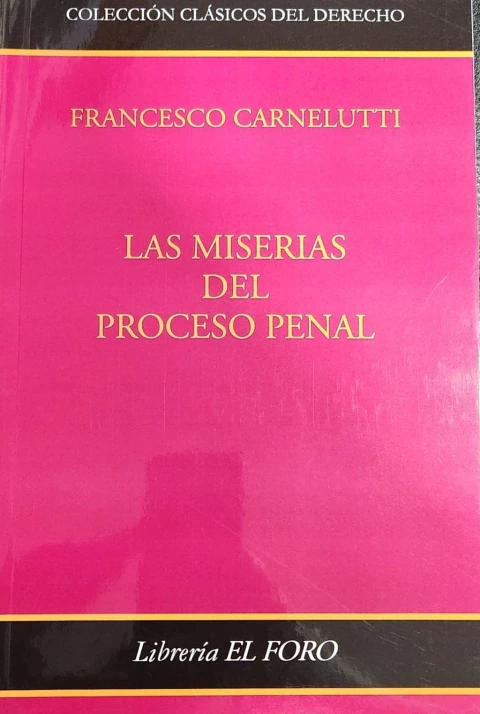 COLECCIÓN CLÁSICOS DEL DERECHO
FRANCESCO CARNELUTTI
LAS MISERIAS
DEL
PROCESO PENAL
Librería EL FORO